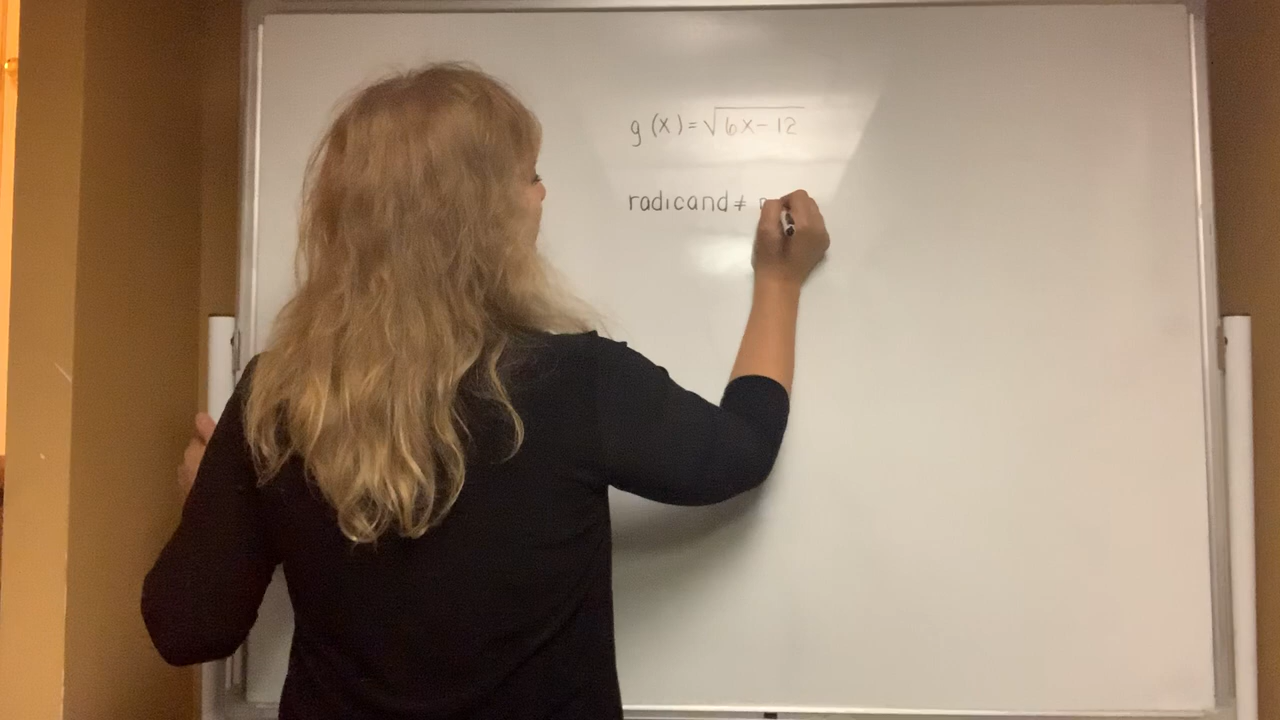 g(x)=√6x-12
radicand ≠